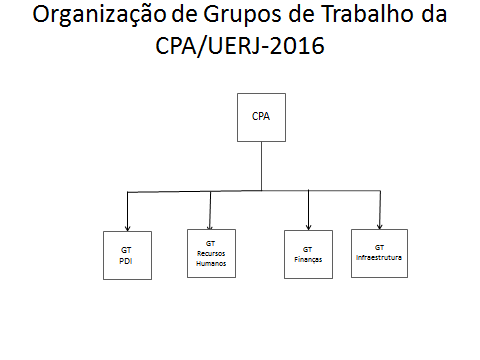 Organização de Grupos de Trabalho da
CPA/UERJ-2016
CPA
GT
PDI
GT
Recursos
Humanos
GT
Finanças
GT
Infraestrutura